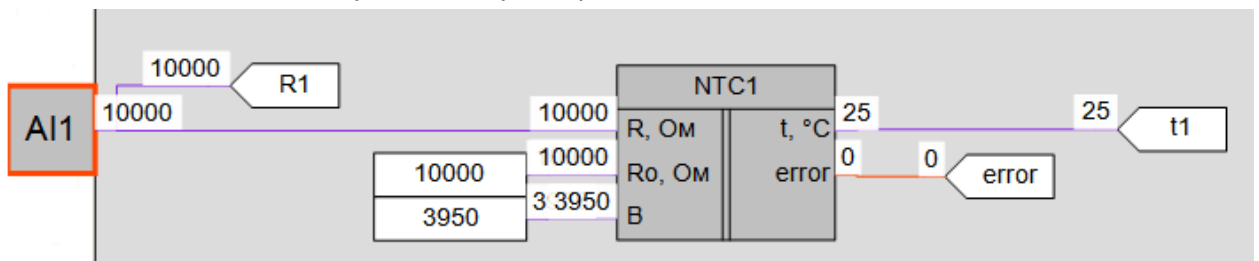 10000
R1
AI1
10000
NTC1
10000
R, Ом
t, °C
25
25
t1
10000
10000
Ro, Ом
error
0
0
error
3950
3 3950
B